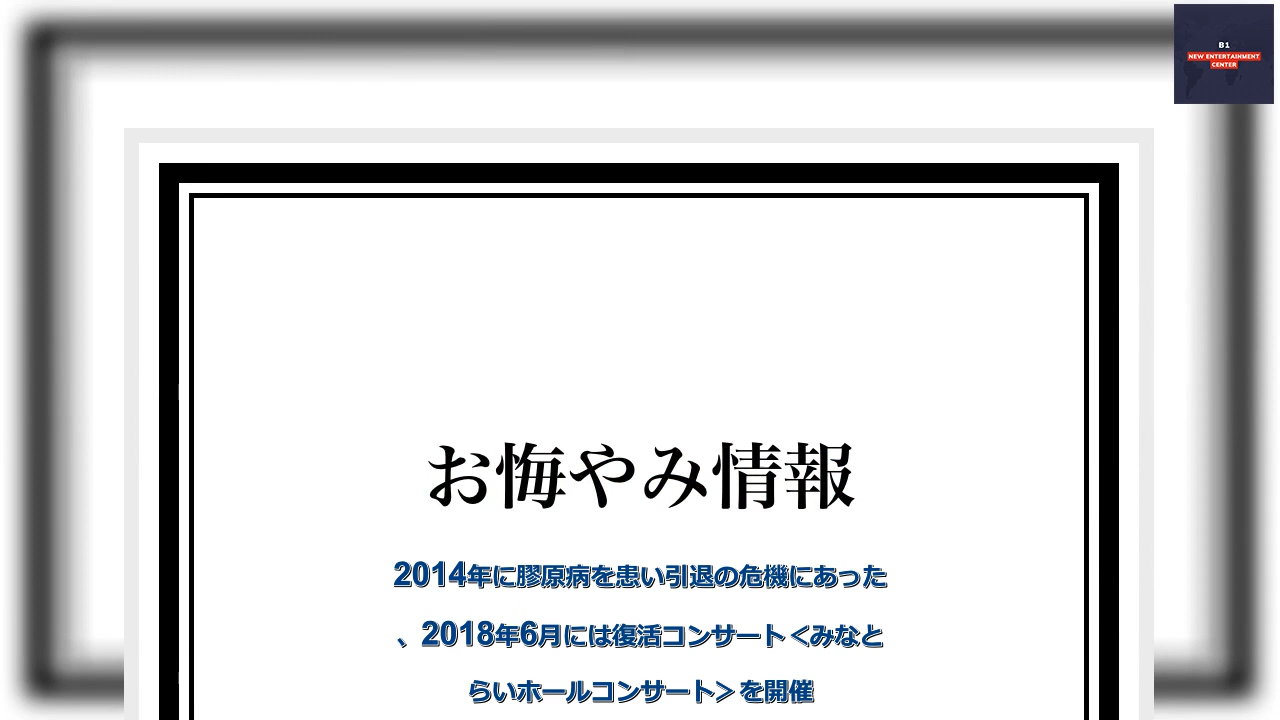 B1
NEW ENTERTAINMENT
CENTER
お悔やみ情報
2014年に膠原病を患い引退の危機にあった
、2018年6月には復活コンサート＜みなと
らいホールコンサート＞を開催